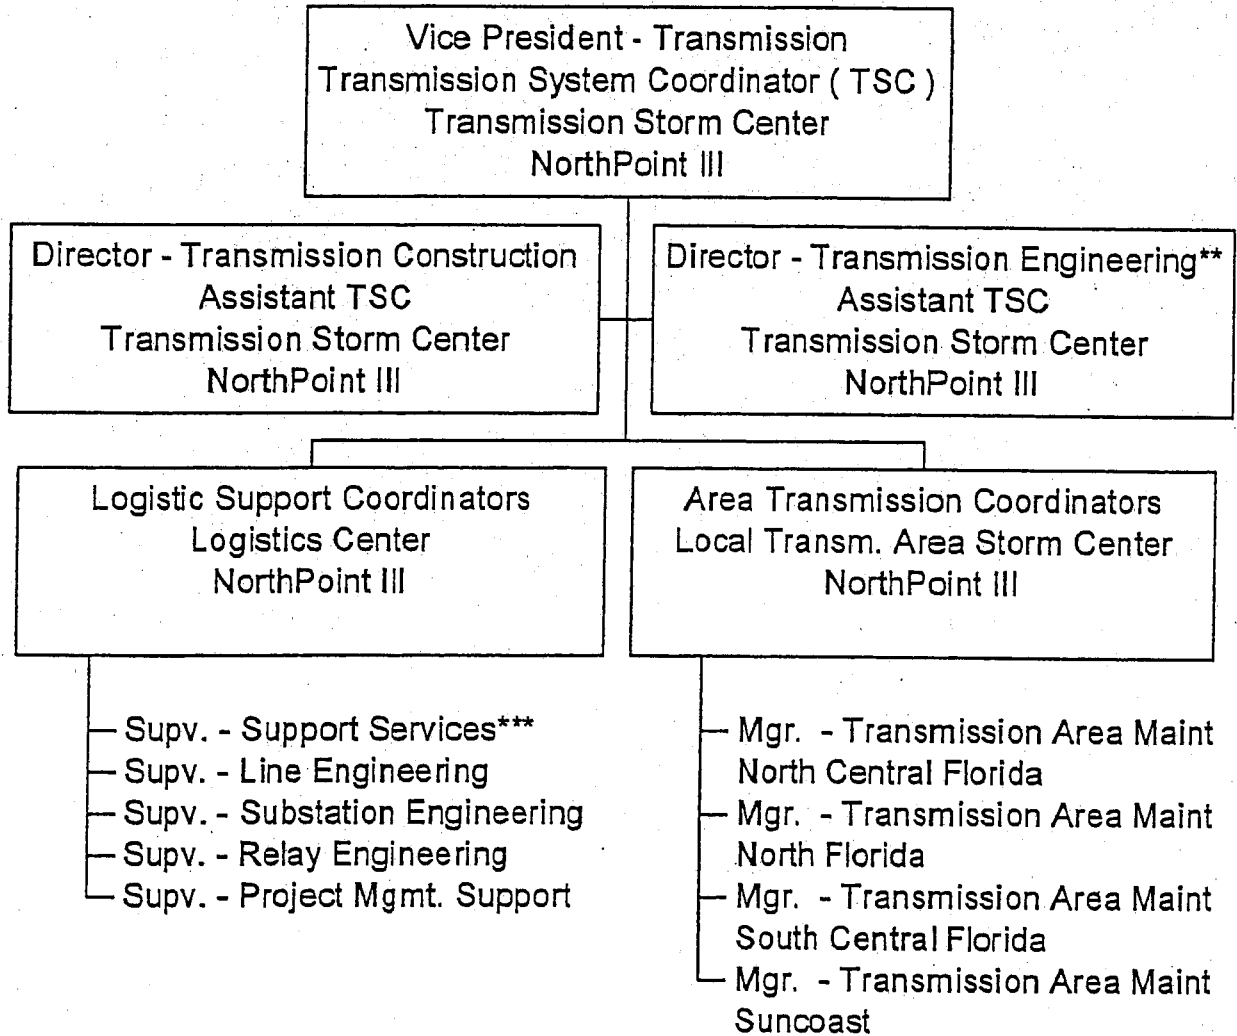 Vice President - Transmission
Transmission System Coordinator ( TSC )
Transmission Storm Center
NorthPoint III
Director - Transmission Construction
Assistant TSC
Transmission Storm Center
NorthPoint III
Director - Transmission Engineering**
Assistant TSC
Transmission Storm Center
NorthPoint III
Logistic Support Coordinators
Logistics Center
NorthPoint III
Area Transmission Coordinators
Local Transm. Area Storm Center
NorthPoint III
Supv. - Support Services***
Supv. - Line Engineering
Supv. - Substation Engineering
Supv. - Relay Engineering
Supv. - Project Mgmt. Support
Mgr. - Transmission Area Maint
North Central Florida
Mgr. - Transmission Area Maint
North Florida
Mgr. - Transmission Area Maint
South Central Florida
Mgr. - Transmission Area Maint
Suncoast